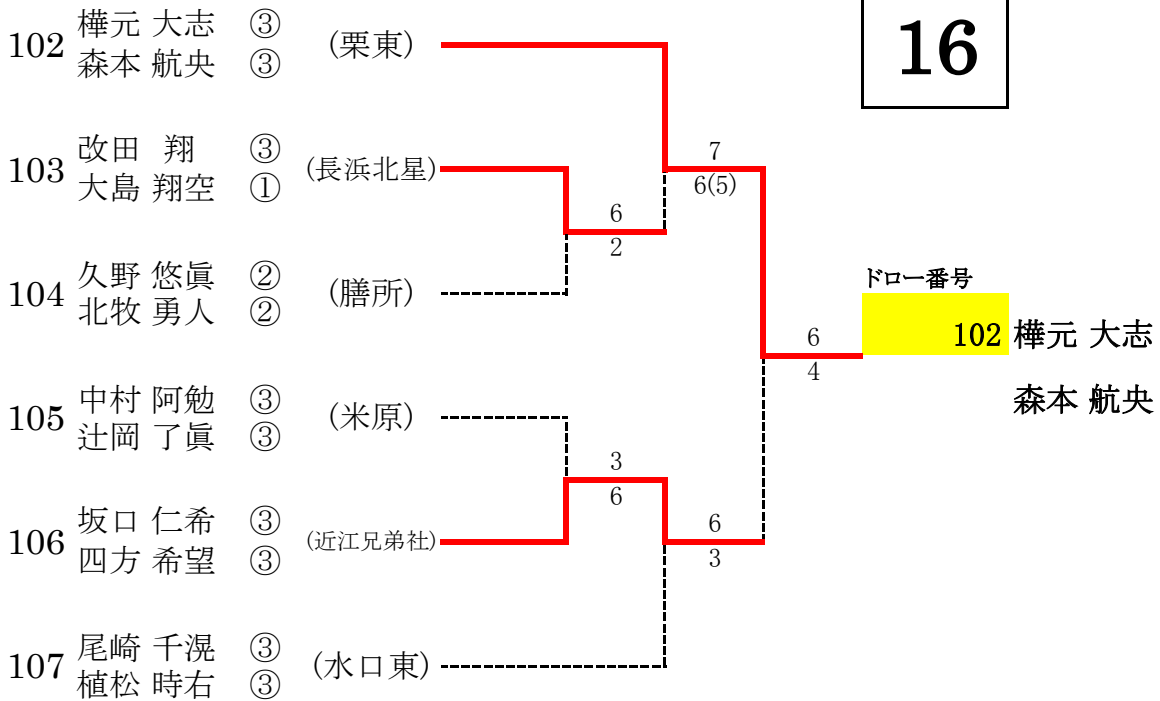 16
102 樺元 大志 ③ (栗東)
森本 航央 ③
103 改田 翔 ③ (長浜北星)
大島 翔空 ①
7
6(5)
6
2
104 久野 悠眞 ② (膳所)
北牧 勇人 ②
ドロー番号
102 樺元 大志
森本 航央
6
4
105 中村 阿勉 ③ (米原)
辻岡 了眞 ③
3
6
106 坂口 仁希 ③ (近江兄弟社)
四方 希望 ③
6
3
107 尾崎 千滉 ③ (水口東)
植松 時右 ③